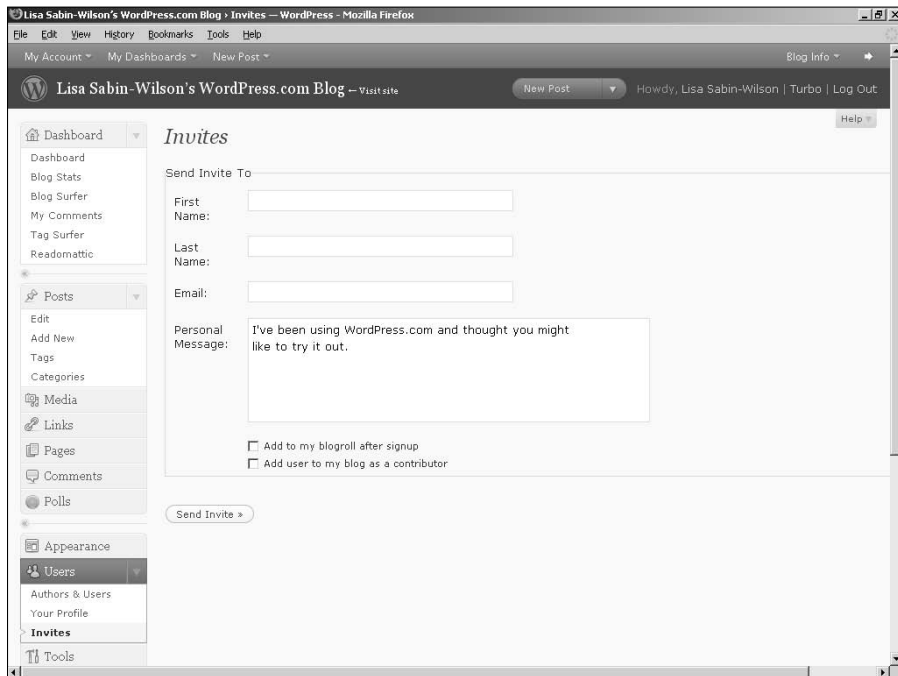 Lisa Sabin-Wilson's WordPress.com Blog › Invites — WordPress - Mozilla Firefox
File Edit View History Bookmarks Tools Help
My Account My Dashboards New Post Blog Info
Lisa Sabin-Wilson's WordPress.com Blog – Visit site New Post Howdy, Lisa Sabin-Wilson | Turbo | Log Out
Help
Dashboard
Dashboard
Blog Stats
Blog Surfer
My Comments
Tag Surfer
Readomattic
Posts
Edit
Add New
Tags
Categories
Media
Links
Pages
Comments
Polls
Appearance
Users
Authors & Users
Your Profile
Invites
Tools
Invites
Send Invite To
First
Name:
Last
Name:
Email:
Personal
Message:
I've been using WordPress.com and thought you might
like to try it out.
Add to my blogroll after signup
Add user to my blog as a contributor
Send Invite »